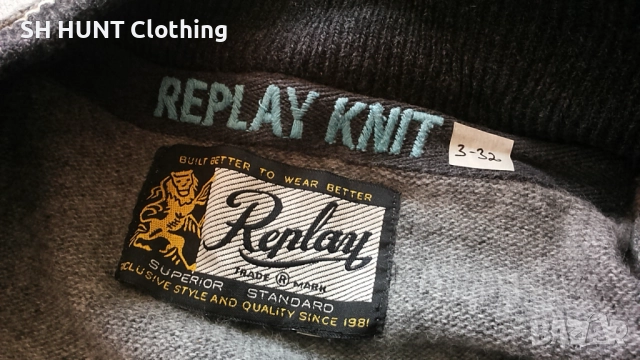 SH HUNT Clothing
REPLAY KNIT
3-32
BUILT BETTER TO WEAR BETTER
Replay
TRADE ® MARK
SUPERIOR STANDARD
CLUSIVE STYLE AND QUALITY SINCE 1981